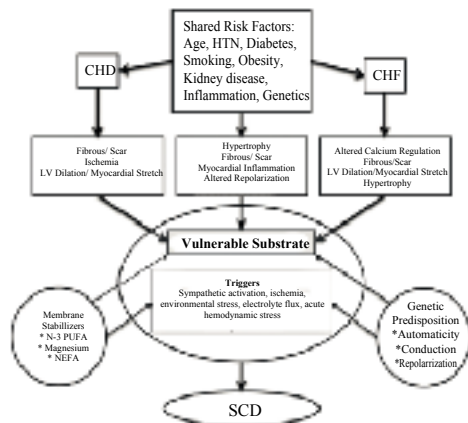 Shared Risk Factors:
Age, HTN, Diabetes,
Smoking, Obesity,
Kidney disease,
Inflammation, Genetics
CHD
CHF
Fibrous/ Scar
Ischemia
LV Dilation/ Myocardial Stretch
Hypertrophy
Fibrous/ Scar
Myocardial Inflammation
Altered Repolarization
Altered Calcium Regulation
Fibrous/Scar
LV Dilation/Myocardial Stretch
Hypertrophy
Vulnerable Substrate
Triggers
Sympathetic activation, ischemia,
environmental stress, electrolyte flux, acute
hemodynamic stress
Membrane
Stabillizers
* N-3 PUFA
* Magnesium
* NEFA
Genetic
Predisposition
*Automaticity
*Conduction
*Repolarrization
SCD